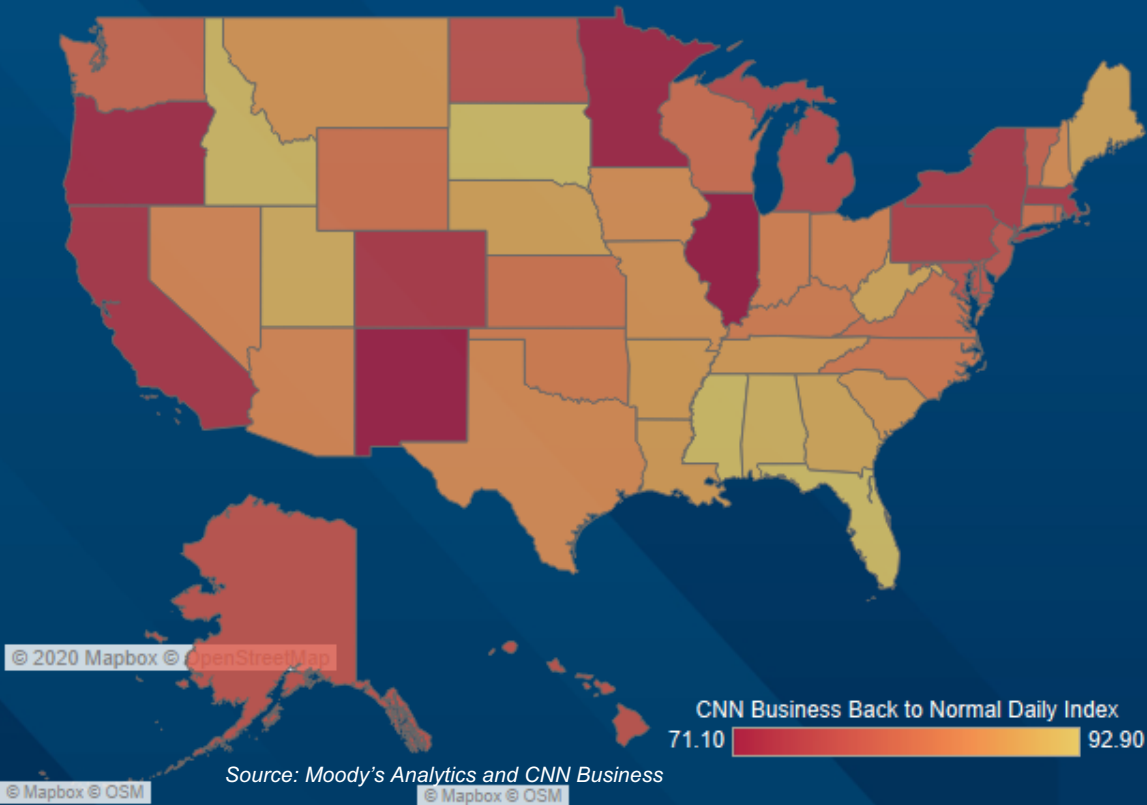 © 2020 Mapbox © OpenStreetMap
CNN Business Back to Normal Daily Index
71.10 92.90
Source: Moody's Analytics and CNN Business
© Mapbox © OSM
© Mapbox © OSM